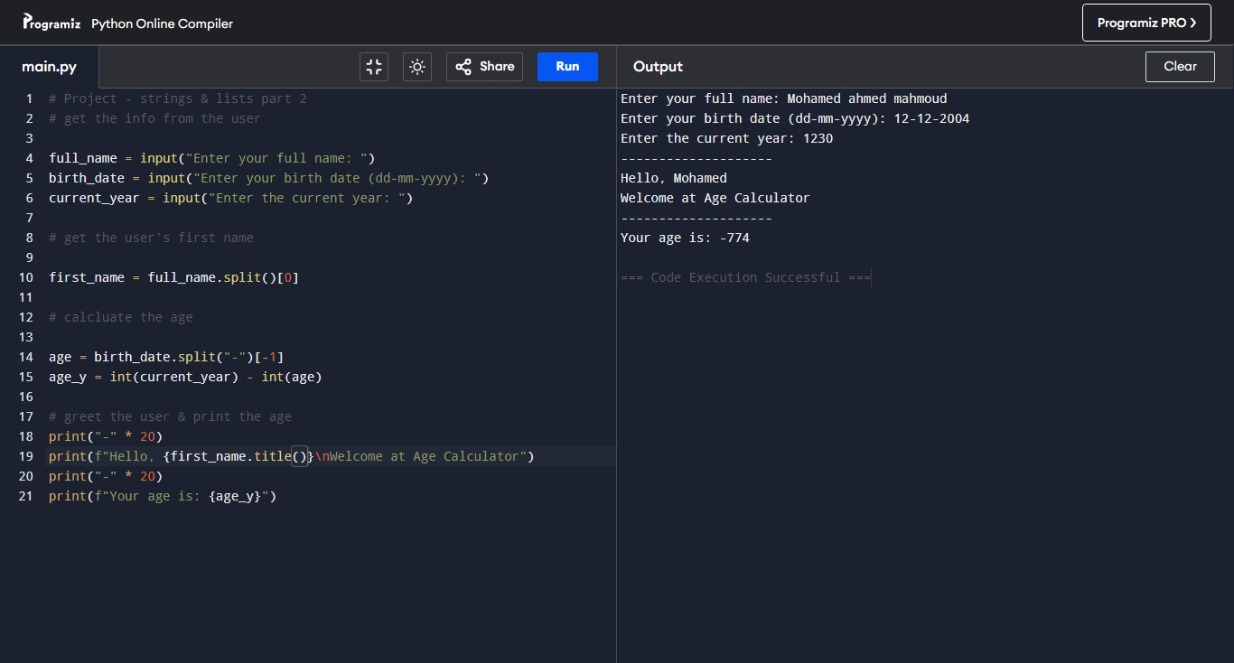 Programiz Python Online Compiler
Programiz PRO >
main.py
Share
Run
1 # Project - strings & lists part 2
2 # get the info from the user
3
4 full_name = input("Enter your full name: ")
5 birth_date = input("Enter your birth date (dd-mm-yyyy): ")
6 current_year = input("Enter the current year: ")
7
8 # get the user's first name
9
10 first_name = full_name.split()[0]
11
12 # calcluate the age
13
14 age = birth_date.split("-")[-1]
15 age_y = int(current_year) - int(age)
16
17 # greet the user & print the age
18 print("-" * 20)
19 print(f"Hello, {first_name.title()}\nWelcome at Age Calculator")
20 print("-" * 20)
21 print(f"Your age is: {age_y}")
Output
Clear
Enter your full name: Mohamed ahmed mahmoud
Enter your birth date (dd-mm-yyyy): 12-12-2004
Enter the current year: 1230
--------------------
Hello, Mohamed
Welcome at Age Calculator
--------------------
Your age is: -774
=== Code Execution Successful ===